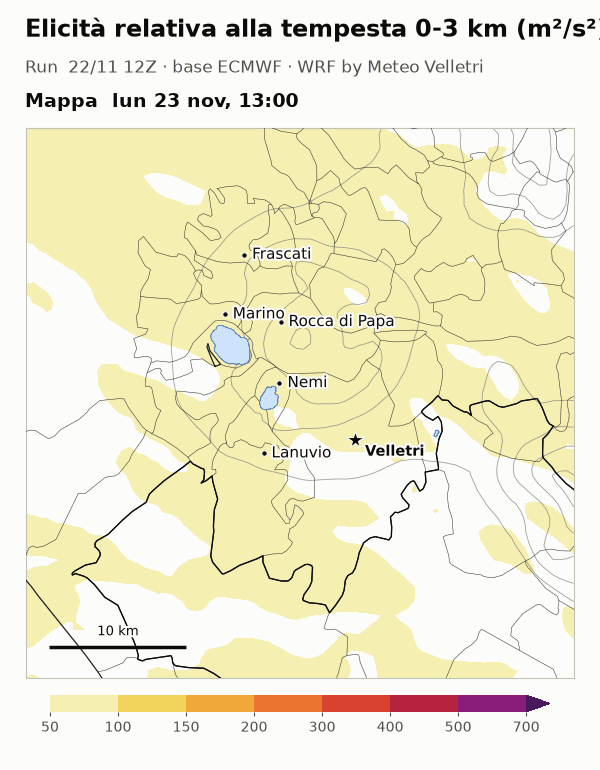 Elicità relativa alla tempesta 0-3 km (m²/s²)
Run  22/11 12Z · base ECMWF · WRF by Meteo Velletri
Mappa  lun 23 nov, 13:00
Frascati
Marino
Rocca di Papa
Nemi
Velletri
Lanuvio
10 km
50 100 150 200 300 400 500 700